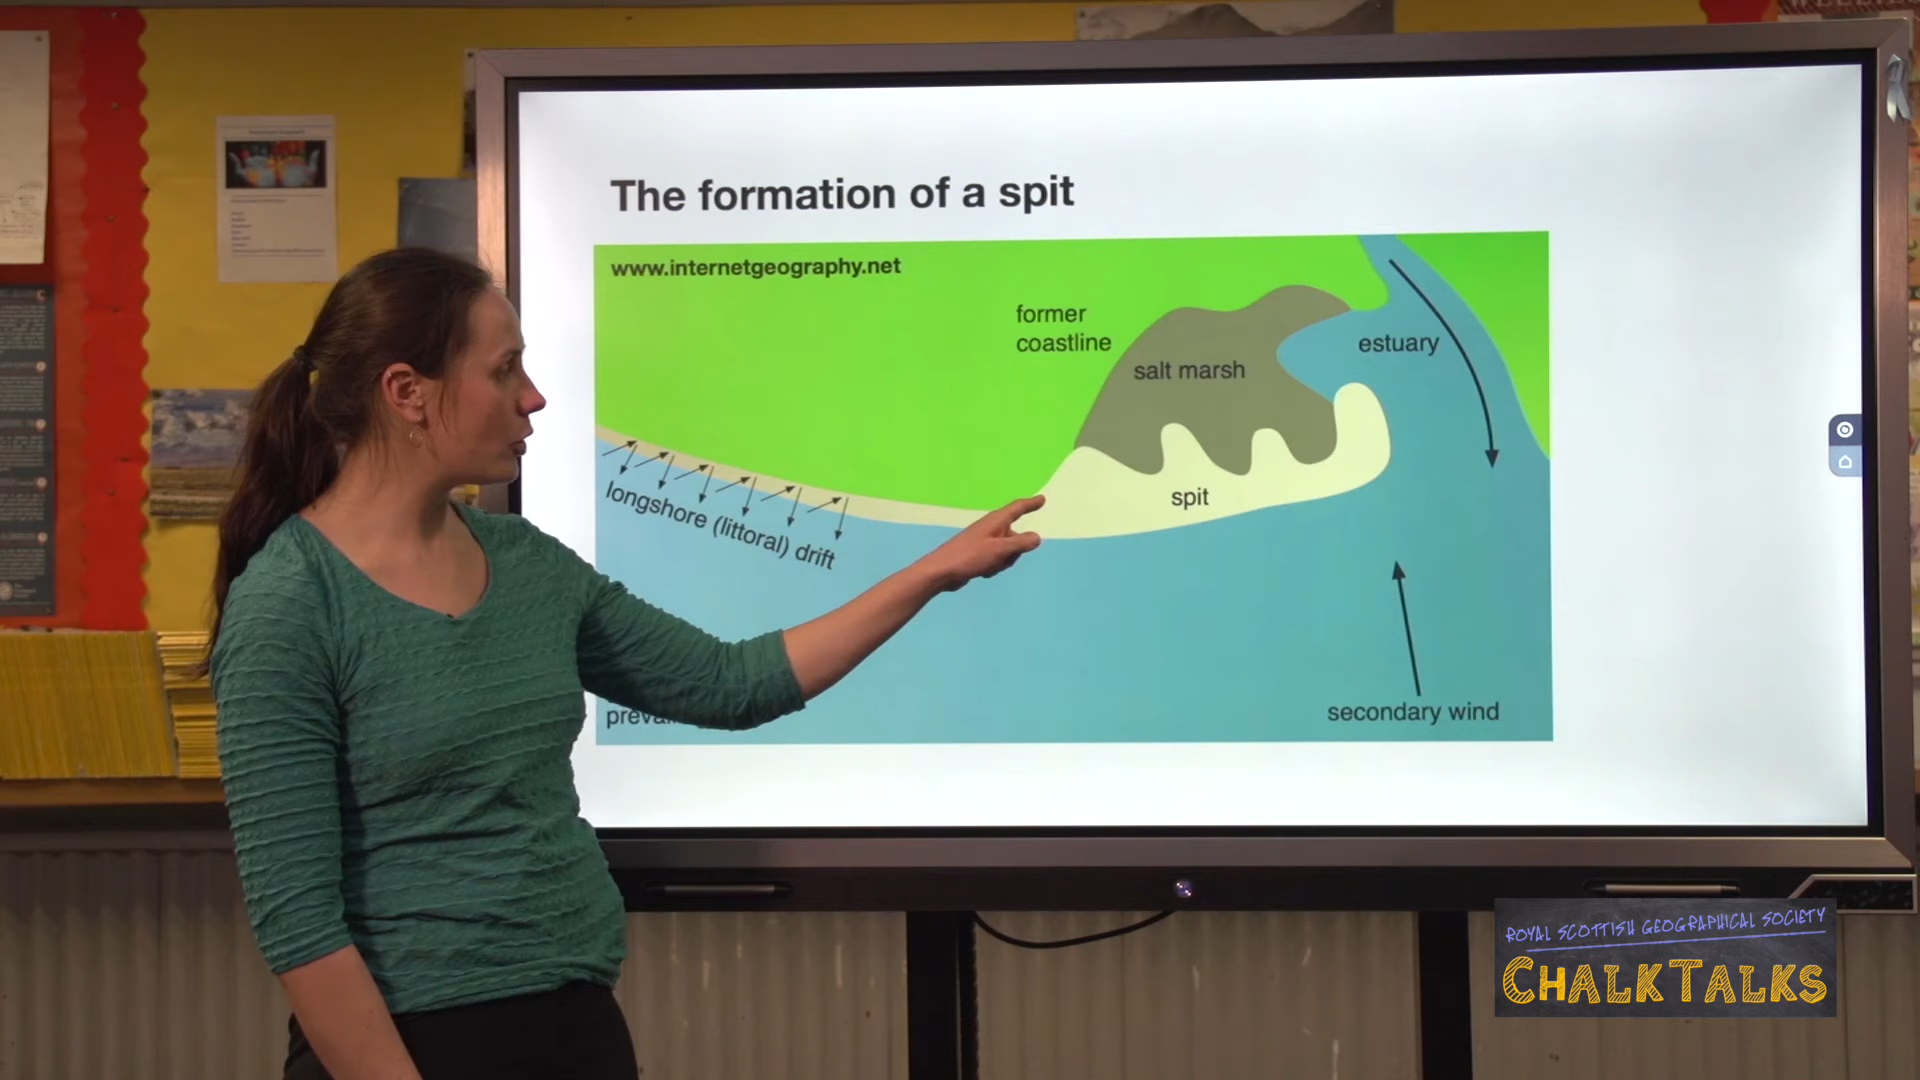 The formation of a spit
www.internetgeography.net
former
coastline
salt marsh
estuary
spit
longshore (littoral) drift
secondary wind
ROYAL SCOTTISH GEOGRAPHICAL SOCIETY
CHALKTALKS